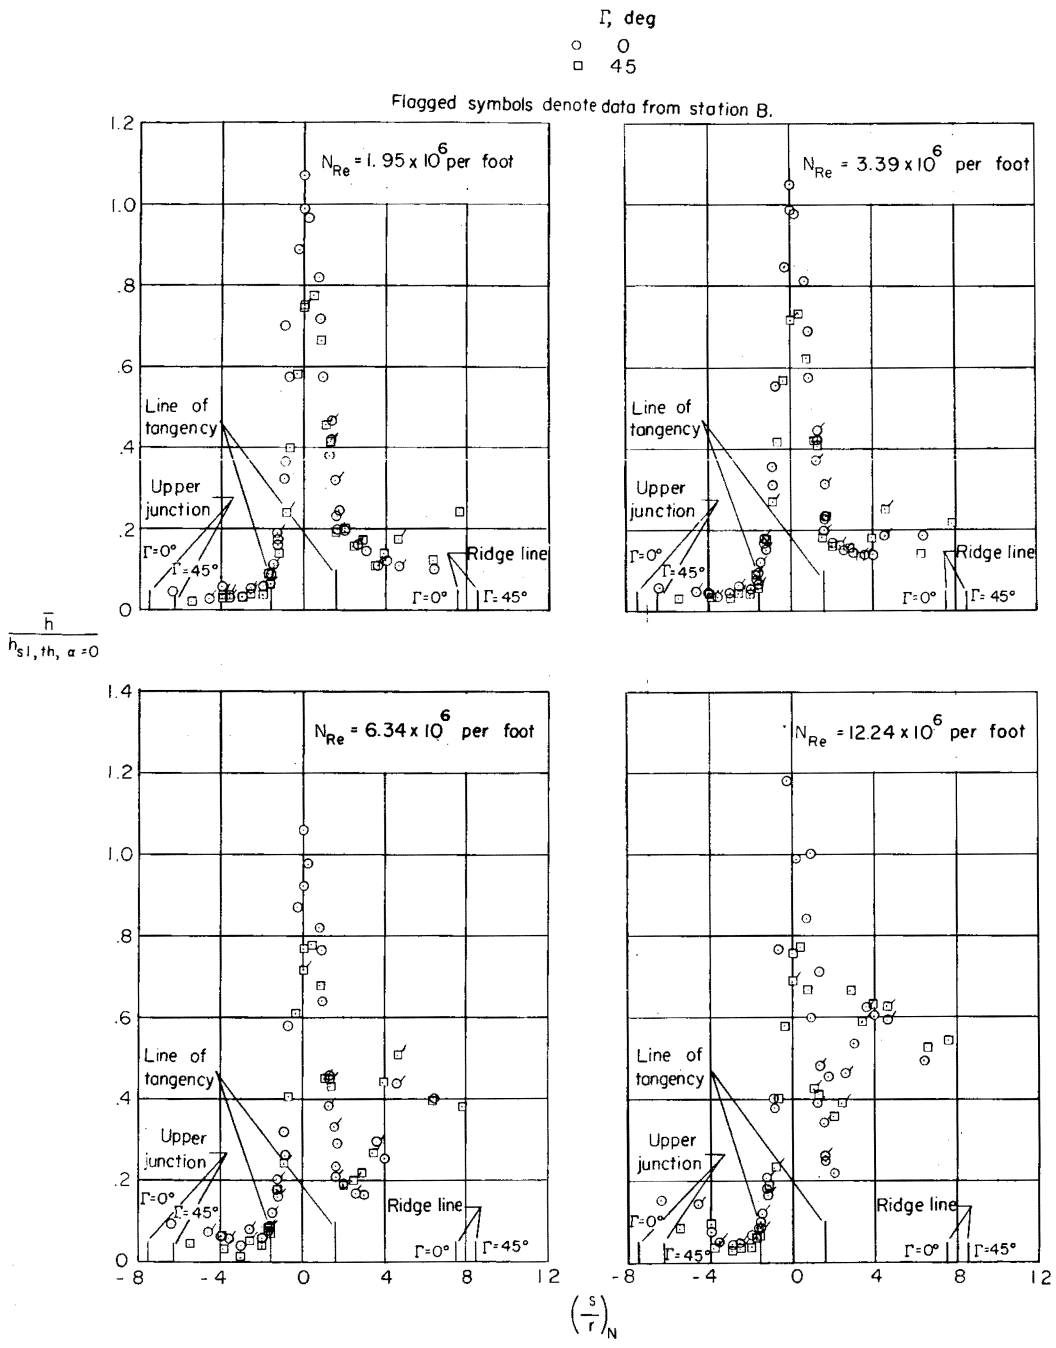 Γ, deg
○ 0
□ 45
Flagged symbols denote data from station B.
1.2
1.0
.8
.6
.4
.2
0
N_Re = 1.95 x 10^6 per foot
Line of
tangency
Upper
junction
Γ=0°
Γ=45°
Ridge line
Γ=0°
Γ=45°
N_Re = 3.39 x 10^6 per foot
Line of
tangency
Upper
junction
Γ=0°
Γ=45°
Ridge line
Γ=0°
Γ=45°
h̄
h_sl, th, α=0
1.4
1.2
1.0
.8
.6
.4
.2
0
N_Re = 6.34 x 10^6 per foot
Line of
tangency
Upper
junction
Γ=0°
Γ=45°
Ridge line
Γ=0°
Γ=45°
-8 -4 0 4 8 12
N_Re = 12.24 x 10^6 per foot
Line of
tangency
Upper
junction
Γ=0°
Γ=45°
Ridge line
Γ=0°
Γ=45°
-8 -4 0 4 8 12
(s/r)_N